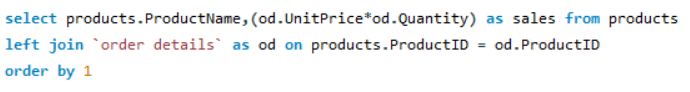 select products.ProductName,(od.UnitPrice*od.Quantity) as sales from products
left join `order details` as od on products.ProductID = od.ProductID
order by 1